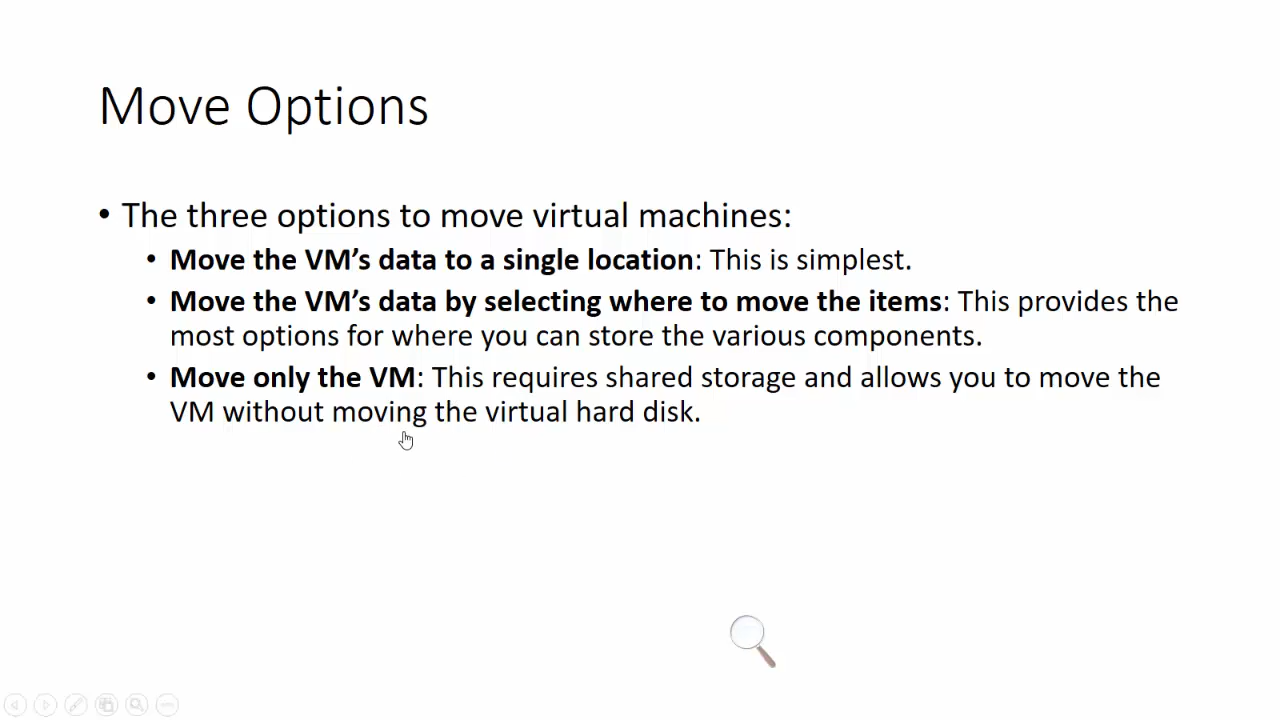 Move Options
• The three options to move virtual machines:
• Move the VM’s data to a single location: This is simplest.
• Move the VM’s data by selecting where to move the items: This provides the
most options for where you can store the various components.
• Move only the VM: This requires shared storage and allows you to move the
VM without moving the virtual hard disk.